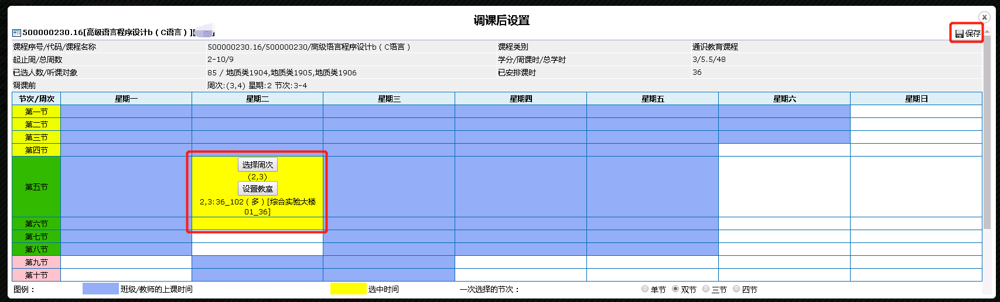 调课后设置
500000230.16[高级语言程序设计b（C语言）][
保存
课程序号/代码/课程名称 500000230.16/500000230/高级语言程序设计b（C语言） 课程类别 通识教育课程
起止周/总周数 2-10/9 学分/周课时/总学时 3/5.5/48
已选人数/听课对象 85 / 地质类1904,地质类1905,地质类1906 已安排课时 36
调课前 周次:(3,4) 星期:2 节次:3-4
节次/周次 星期一 星期二 星期三 星期四 星期五 星期六 星期日
第一节
第二节
第三节
第四节
第五节
选择周次
(2,3)
设置教室
2,3:36_102（多）[综合实验大楼
01_36]
第六节
第七节
第八节
第九节
第十节
图例： 班级/教师的上课时间 选中时间 一次选择的节次： 单节 双节 三节 四节